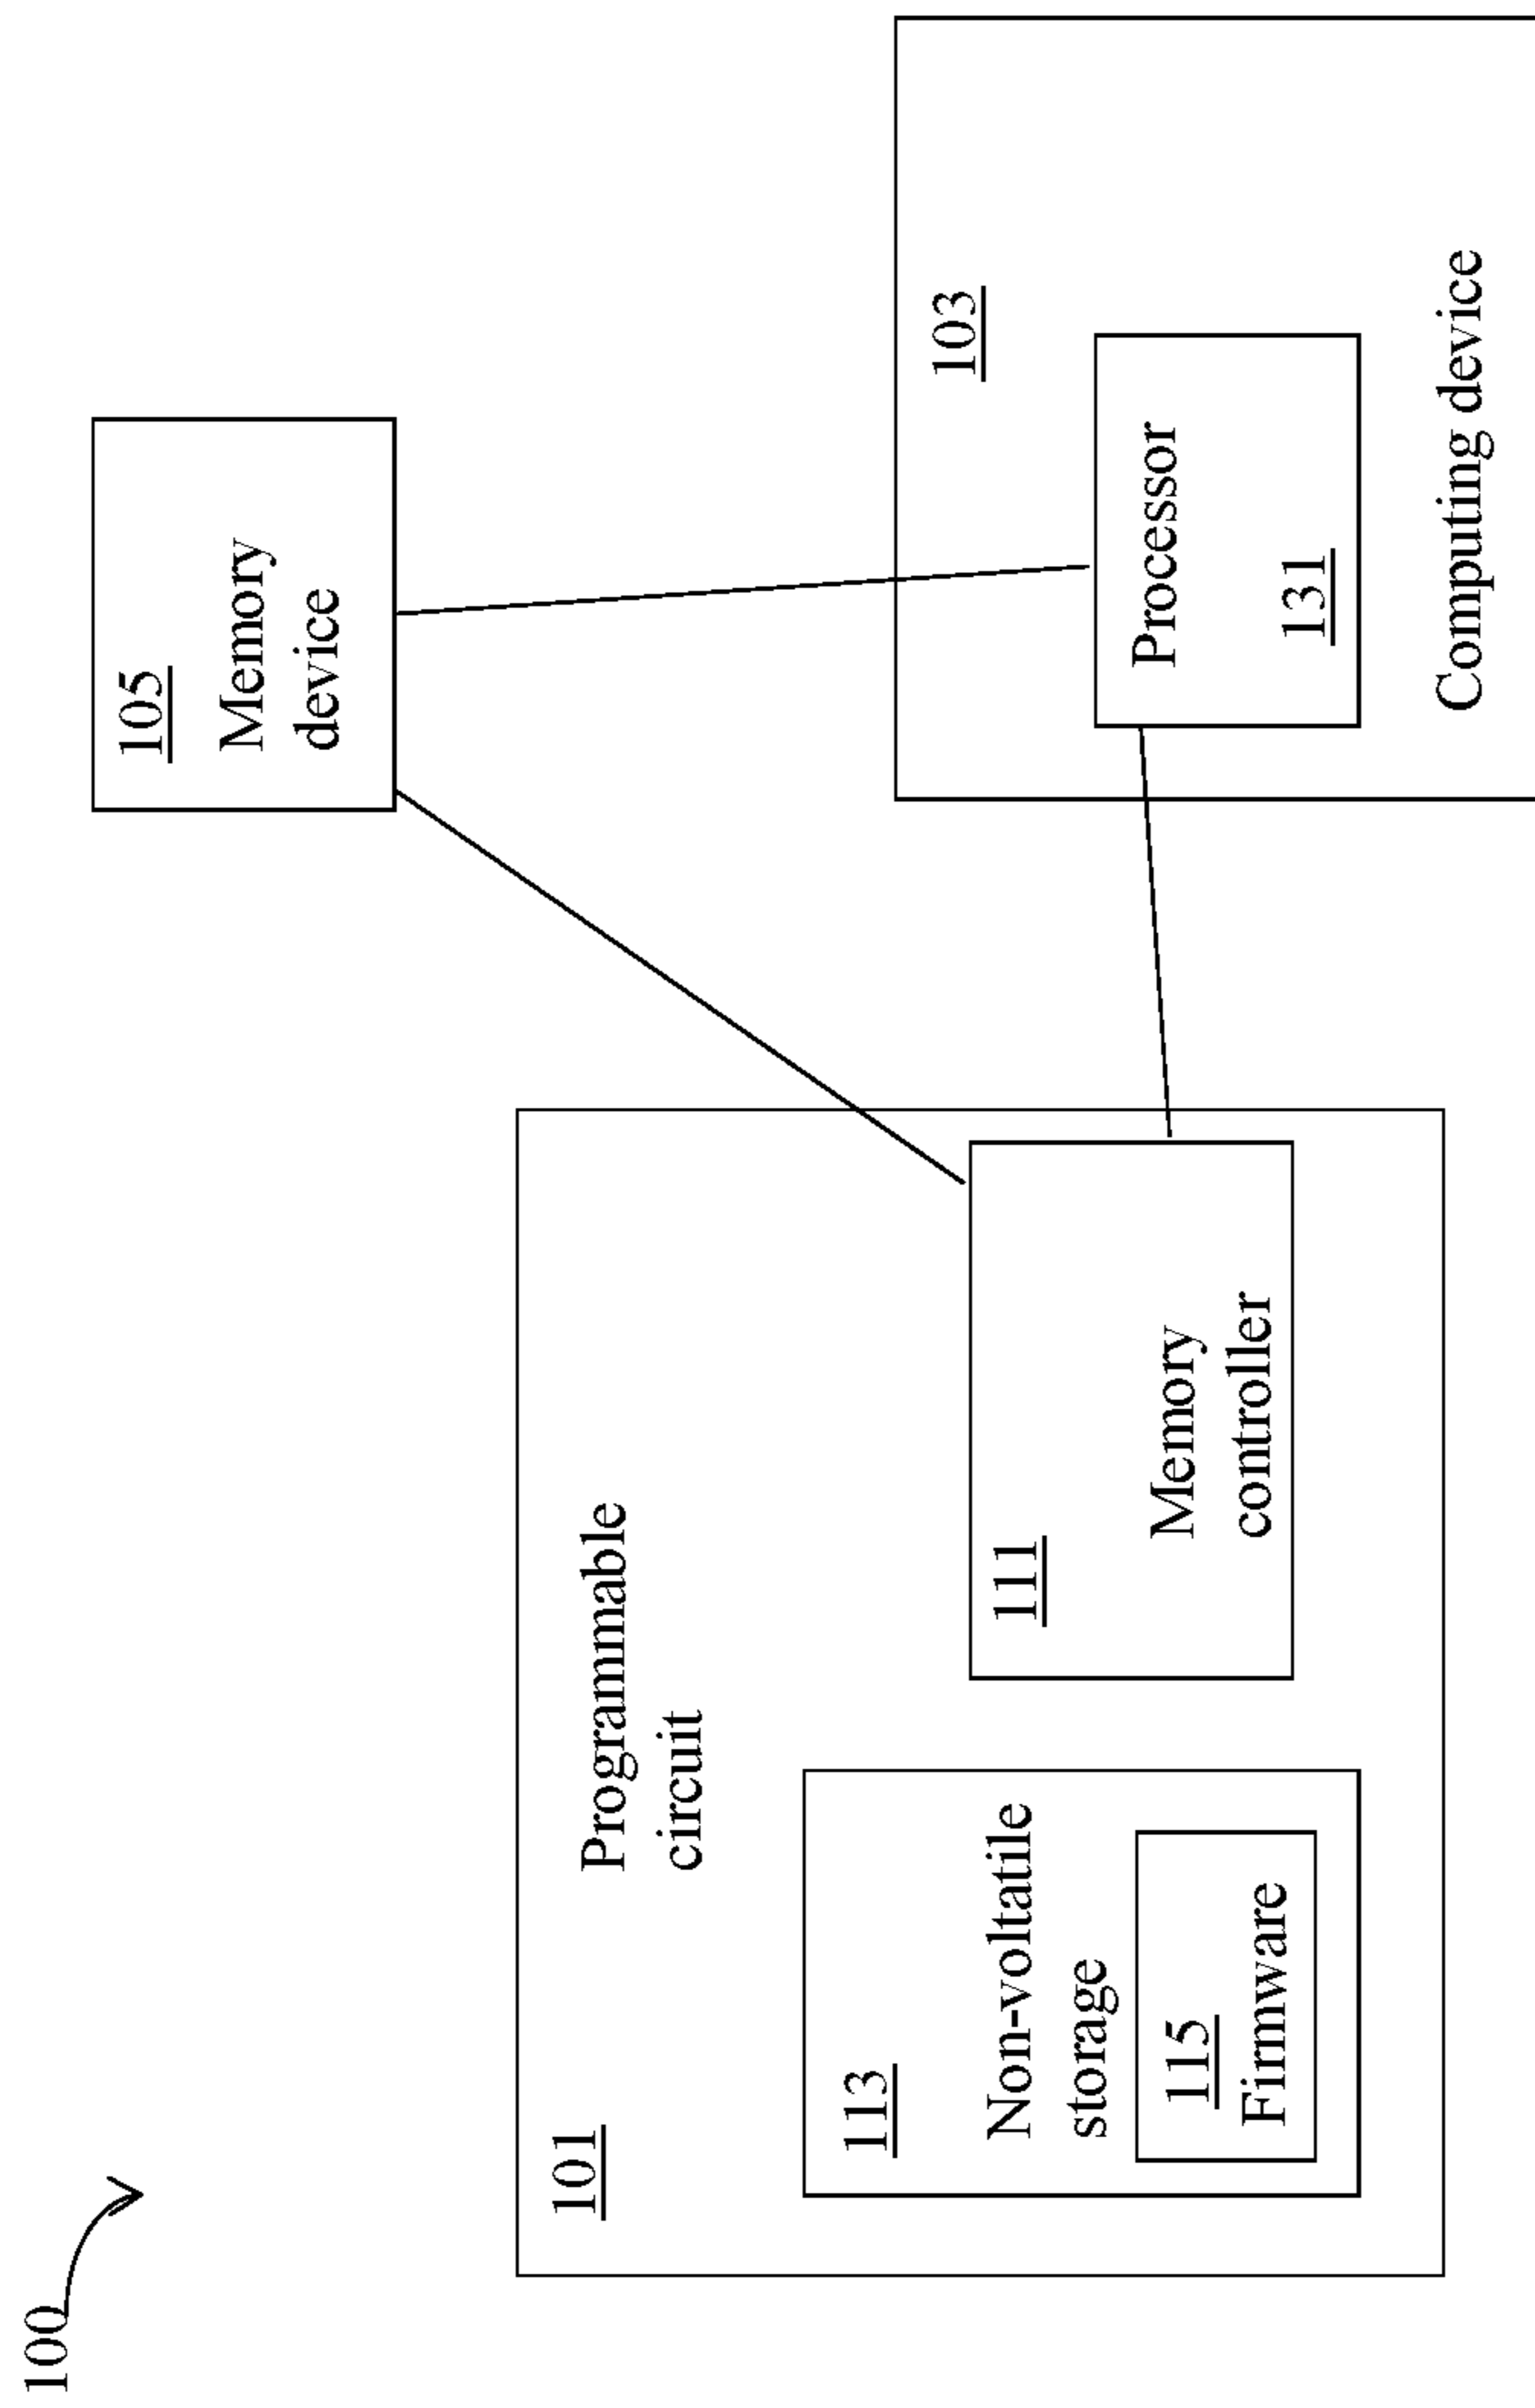 100
101
Programmable
circuit
113
Non-voltatile
storage
115
Firmware
111
Memory
controller
105
Memory
device
103
Processor
131
Computing device